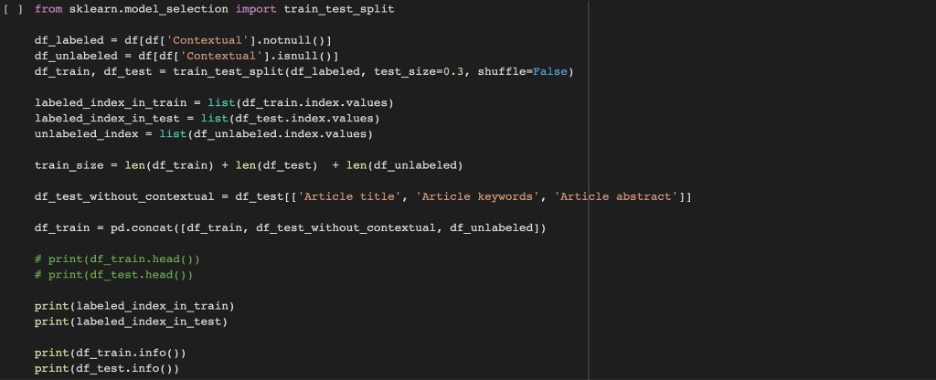 [ ] from sklearn.model_selection import train_test_split
df_labeled = df[df['Contextual'].notnull()]
df_unlabeled = df[df['Contextual'].isnull()]
df_train, df_test = train_test_split(df_labeled, test_size=0.3, shuffle=False)
labeled_index_in_train = list(df_train.index.values)
labeled_index_in_test = list(df_test.index.values)
unlabeled_index = list(df_unlabeled.index.values)
train_size = len(df_train) + len(df_test)  + len(df_unlabeled)
df_test_without_contextual = df_test[['Article title', 'Article keywords', 'Article abstract']]
df_train = pd.concat([df_train, df_test_without_contextual, df_unlabeled])
# print(df_train.head())
# print(df_test.head())
print(labeled_index_in_train)
print(labeled_index_in_test)
print(df_train.info())
print(df_test.info())